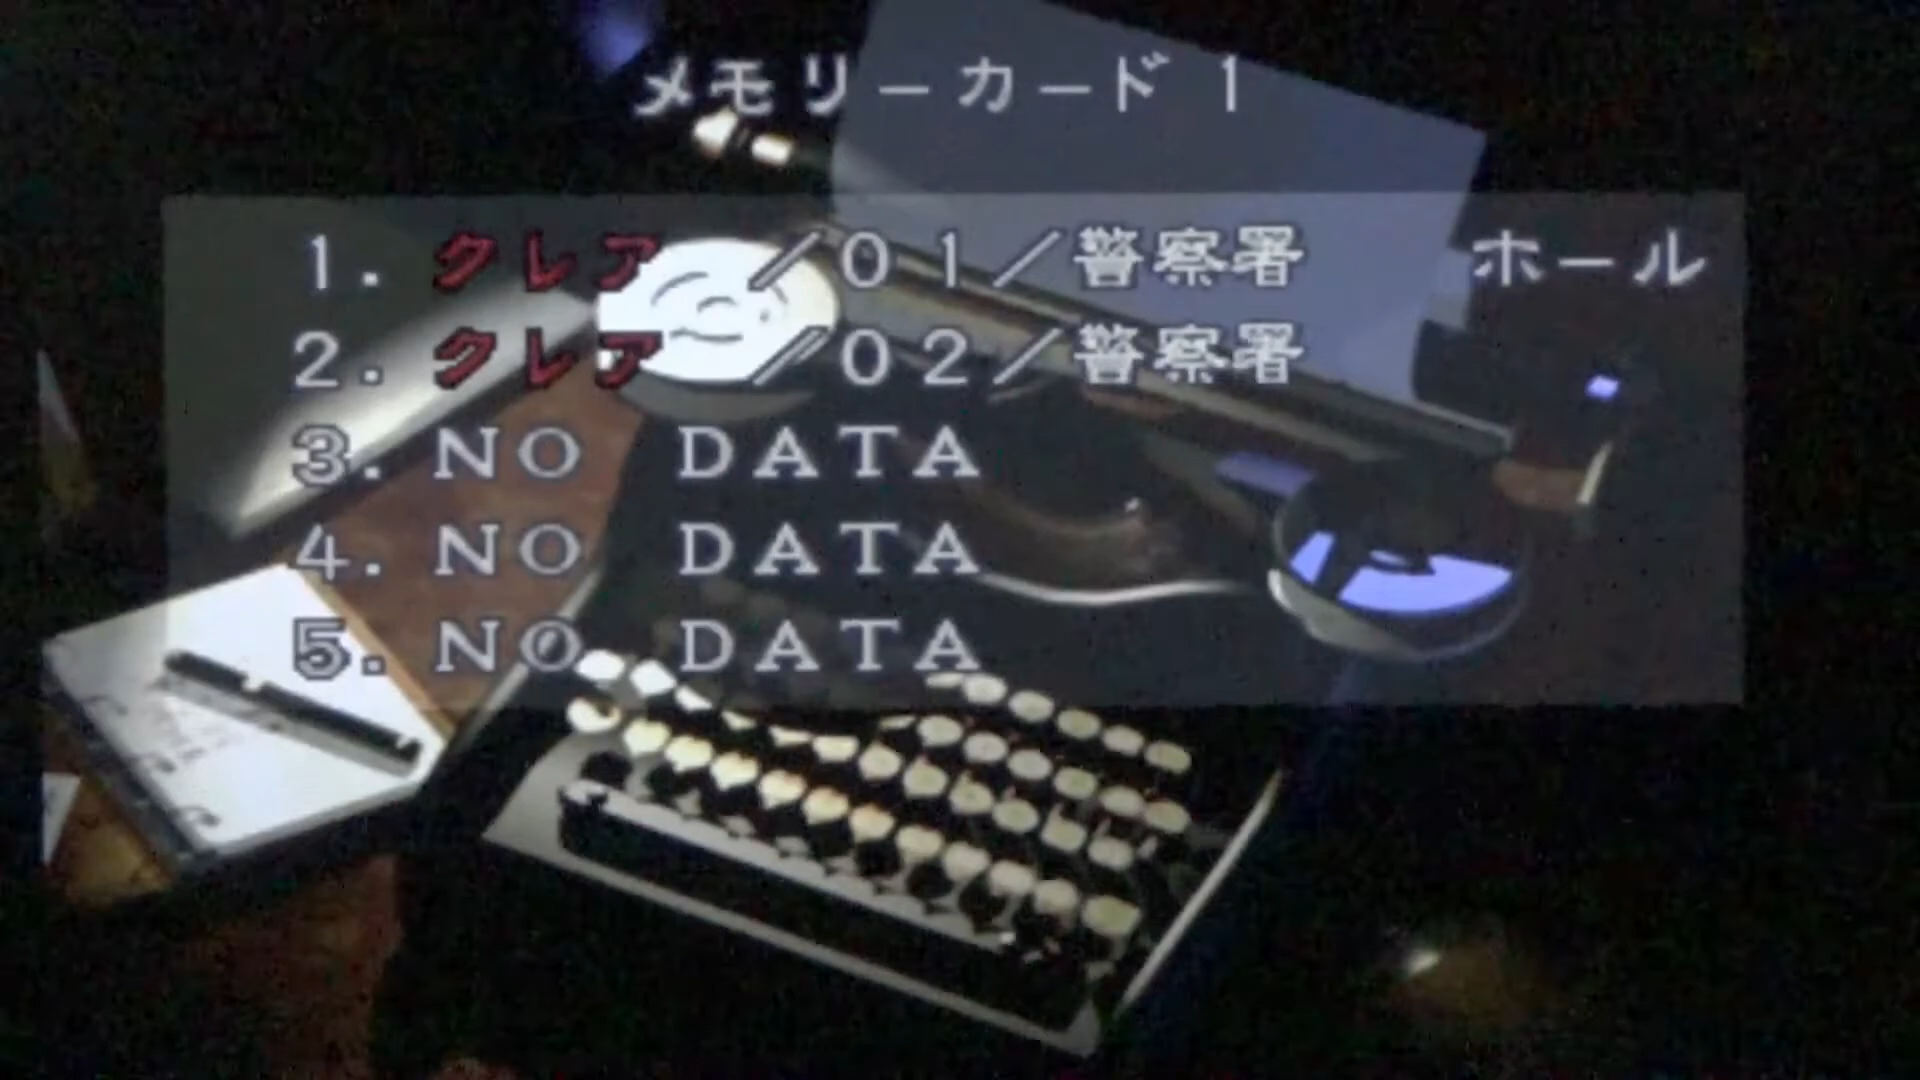 メモリーカード 1
1. クレア /01/警察署 ホール
2. クレア /02/警察署
3. NO DATA
4. NO DATA
5. NO DATA